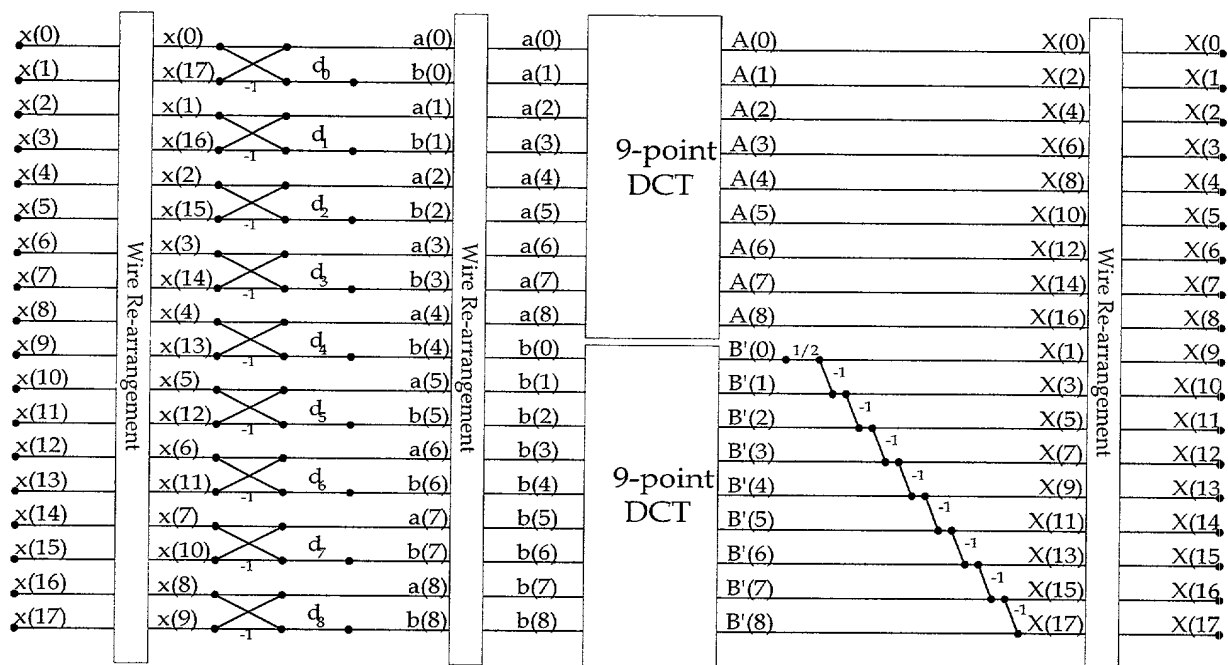 x(0) x(0) a(0) a(0) A(0) X(0) X(0
x(1) x(17) -1 d0 b(0) a(1) A(1) X(2) X(1
x(2) x(1) a(1) a(2) A(2) X(4) X(2
x(3) x(16) -1 d1 b(1) a(3) A(3) X(6) X(3
x(4) x(2) a(2) a(4) A(4) X(8) X(4
x(5) x(15) -1 d2 b(2) a(5) A(5) X(10) X(5
x(6) x(3) a(3) a(6) A(6) X(12) X(6
x(7) x(14) -1 d3 b(3) a(7) A(7) X(14) X(7
x(8) x(4) a(4) a(8) A(8) X(16) X(8
x(9) x(13) -1 d4 b(4) b(0) B'(0) 1/2 X(1) X(9
x(10) x(5) a(5) b(1) B'(1) -1 X(3) X(10
x(11) x(12) -1 d5 b(5) b(2) B'(2) -1 X(5) X(11
x(12) x(6) a(6) b(3) B'(3) -1 X(7) X(12
x(13) x(11) -1 d6 b(6) b(4) B'(4) -1 X(9) X(13
x(14) x(7) a(7) b(5) B'(5) -1 X(11) X(14
x(15) x(10) -1 d7 b(7) b(6) B'(6) -1 X(13) X(15
x(16) x(8) a(8) b(7) B'(7) -1 X(15) X(16
x(17) x(9) -1 d8 b(8) b(8) B'(8) -1 X(17) X(17
Wire Re-arrangement
Wire Re-arrangement
9-point
DCT
9-point
DCT
Wire Re-arrangement